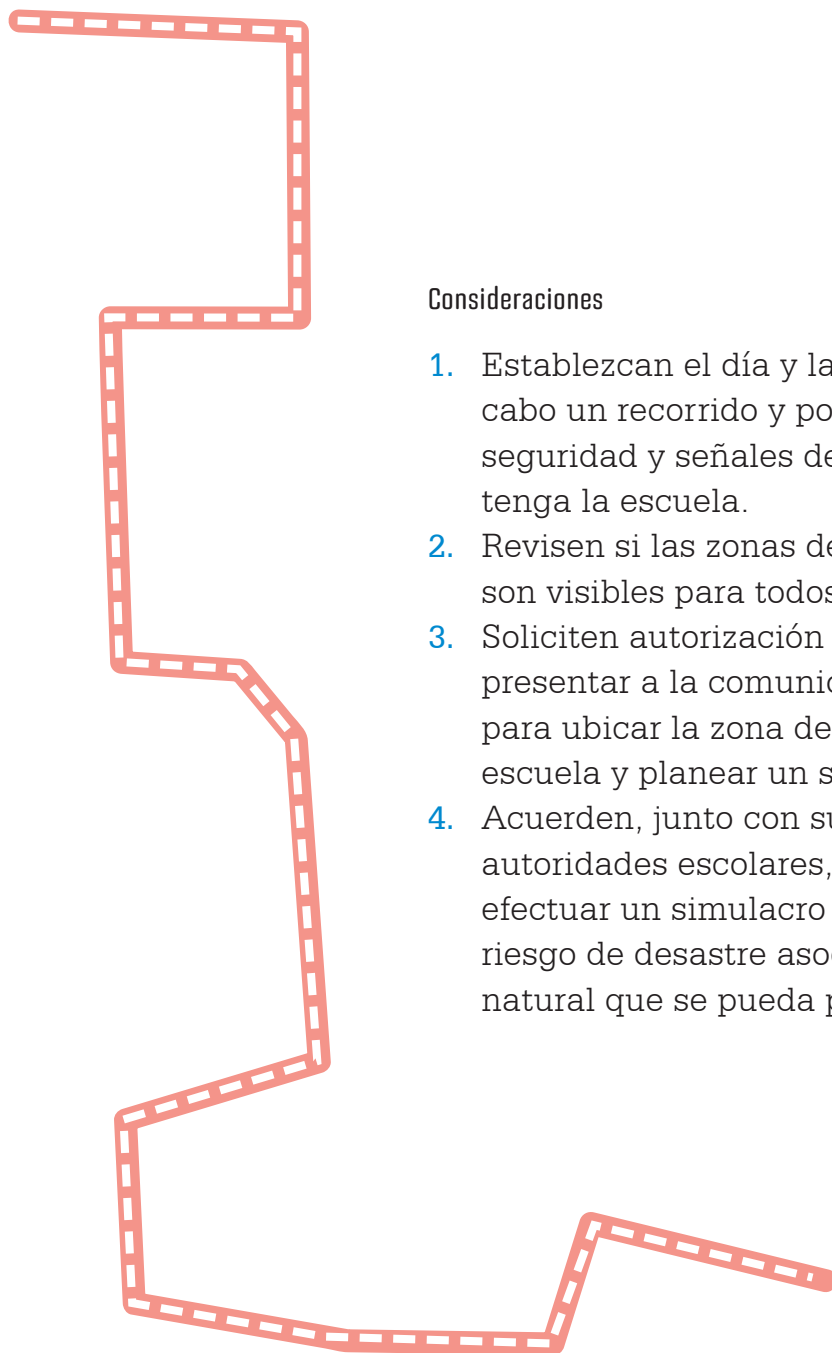 Consideraciones
1. Establezcan el día y la
cabo un recorrido y po
seguridad y señales de
tenga la escuela.
2. Revisen si las zonas de
son visibles para todos
3. Soliciten autorización
presentar a la comunic
para ubicar la zona de
escuela y planear un s
4. Acuerden, junto con su
autoridades escolares,
efectuar un simulacro
riesgo de desastre aso
natural que se pueda p